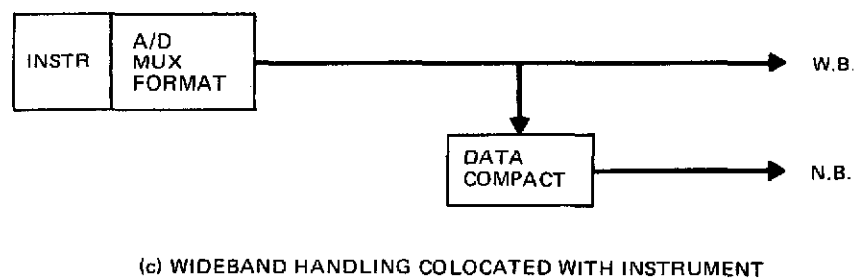 INSTR
A/D
MUX
FORMAT
W.B.
DATA
COMPACT
N.B.
(c) WIDEBAND HANDLING COLOCATED WITH INSTRUMENT